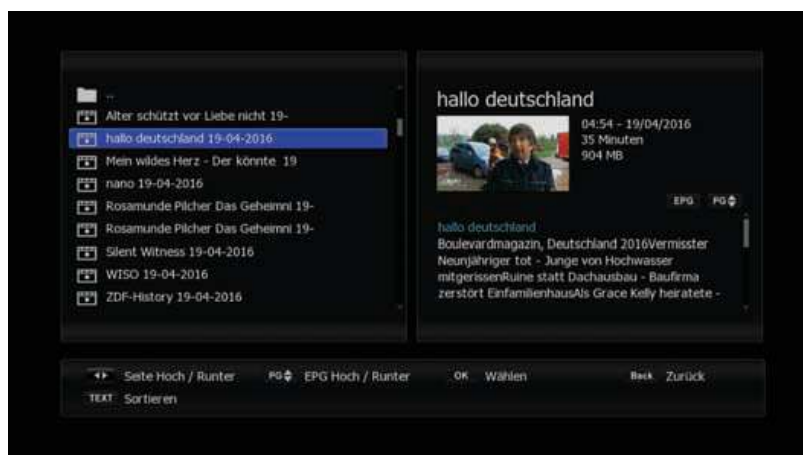 ..
Alter schützt vor Liebe nicht 19-
hallo deutschland 19-04-2016
Mein wildes Herz - Der könnte 19
nano 19-04-2016
Rosamunde Pilcher Das Geheimni 19-
Rosamunde Pilcher Das Geheimni 19-
Silent Witness 19-04-2016
WISO 19-04-2016
ZDF-History 19-04-2016
hallo deutschland
04:54 - 19/04/2016
35 Minuten
904 MB
EPG PG
hallo deutschland
Boulevardmagazin, Deutschland 2016Vermisster
Neunjähriger tot - Junge von Hochwasser
mitgerissenRuine statt Dachausbau - Baufirma
zerstört EinfamilienhausAls Grace Kelly heiratete -
Seite Hoch / Runter PG EPG Hoch / Runter OK Wählen Back Zurück
TEXT Sortieren